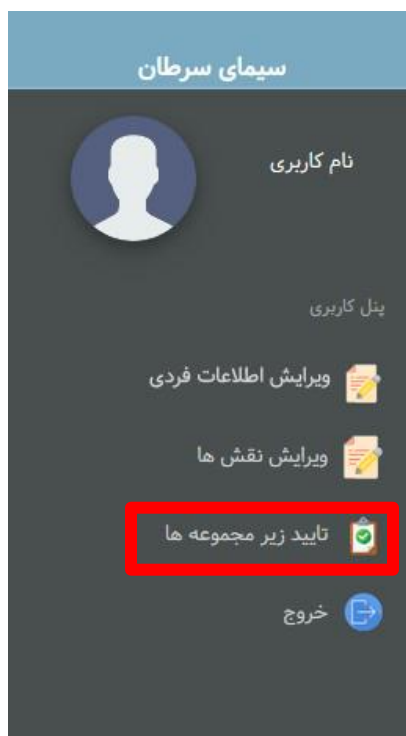 سیمای سرطان
نام کاربری
پنل کاربری
ویرایش اطلاعات فردی
ویرایش نقش ها
تایید زیر مجموعه ها
خروج